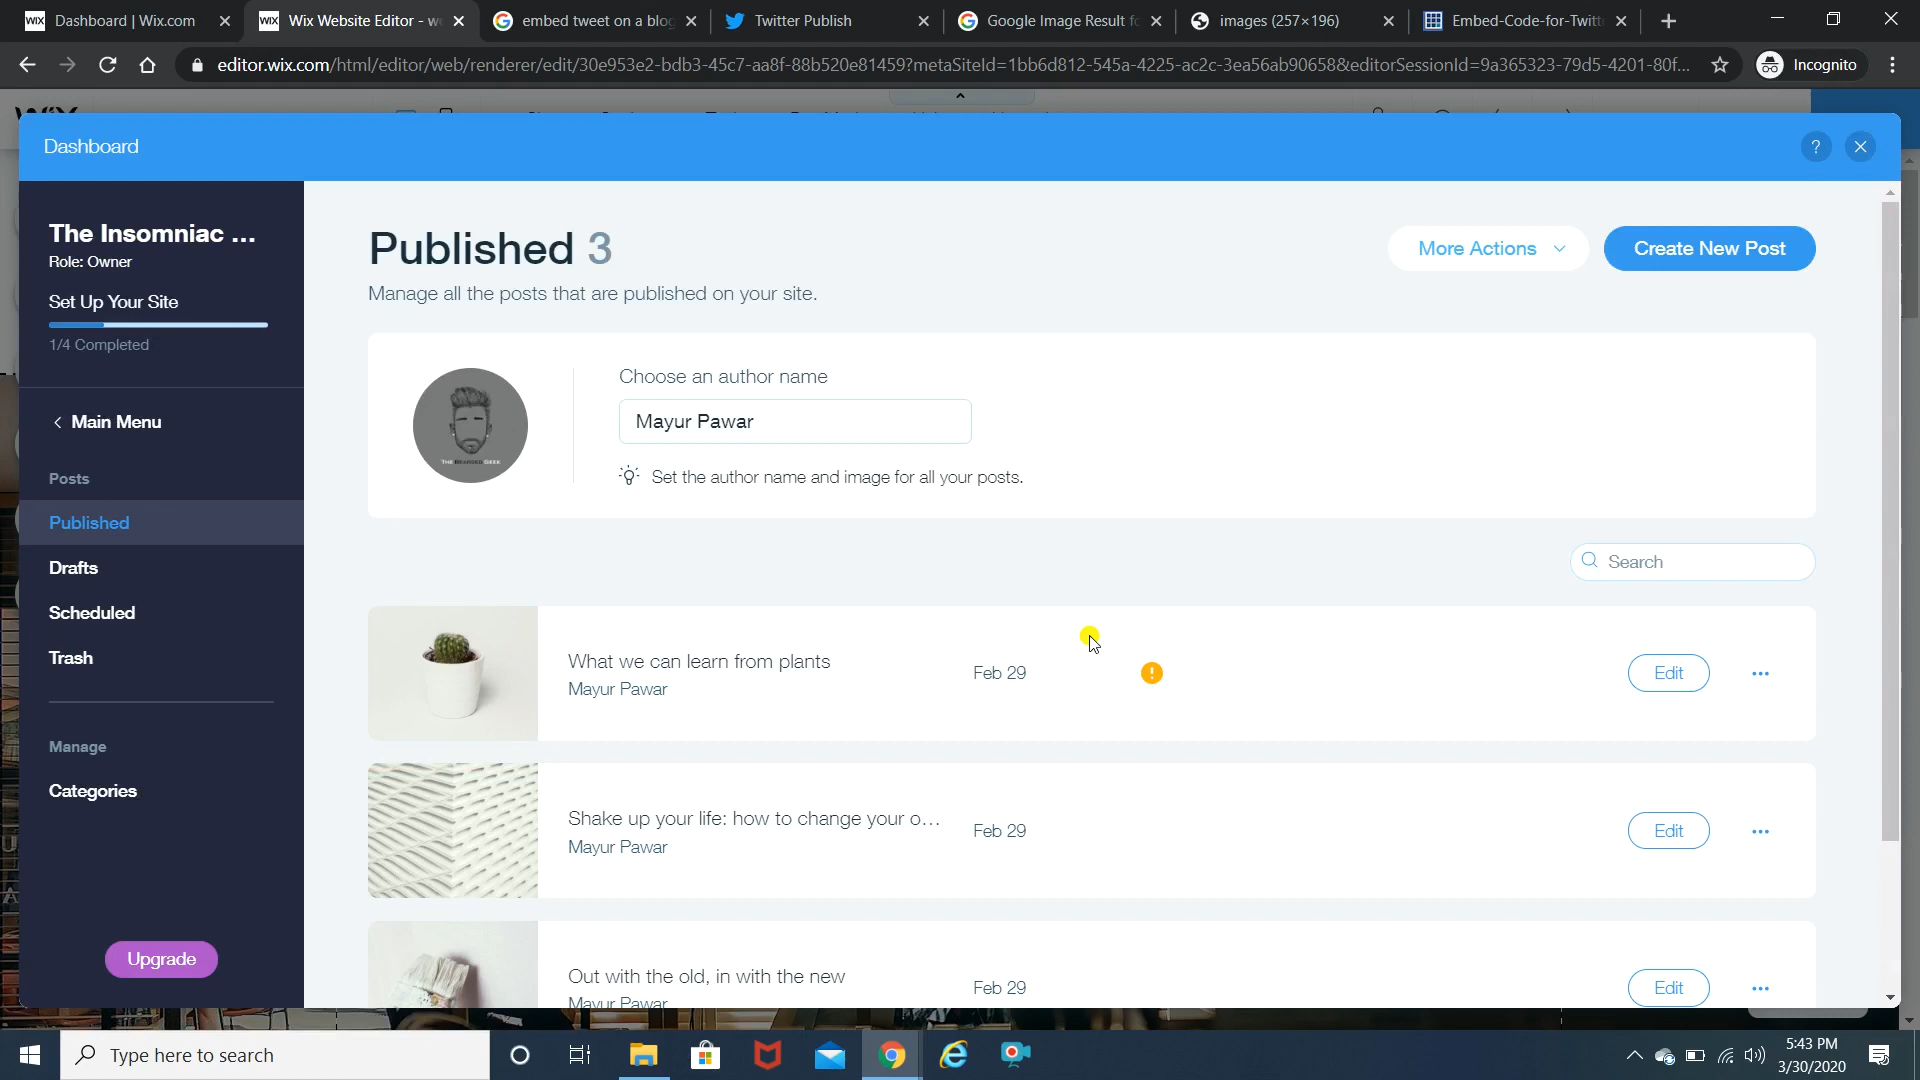 WIX Dashboard | Wix.com
WIX Wix Website Editor - we
embed tweet on a blog
Twitter Publish
Google Image Result fo
images (257×196)
Embed-Code-for-Twitt
editor.wix.com/html/editor/web/renderer/edit/30e953e2-bdb3-45c7-aa8f-88b520e81459?metaSiteId=1bb6d812-545a-4225-ac2c-3ea56ab90658&editorSessionId=9a365323-79d5-4201-80f...
Incognito
Dashboard
?
The Insomniac ...
Role: Owner
Set Up Your Site
1/4 Completed
Main Menu
Posts
Published
Drafts
Scheduled
Trash
Manage
Categories
Upgrade
Published 3
More Actions
Create New Post
Manage all the posts that are published on your site.
THE BEARDED GEEK
Choose an author name
Mayur Pawar
Set the author name and image for all your posts.
Search
What we can learn from plants
Mayur Pawar
Feb 29
Edit
Shake up your life: how to change your o...
Mayur Pawar
Feb 29
Edit
Out with the old, in with the new
Mayur Pawar
Feb 29
Edit
Type here to search
5:43 PM
3/30/2020